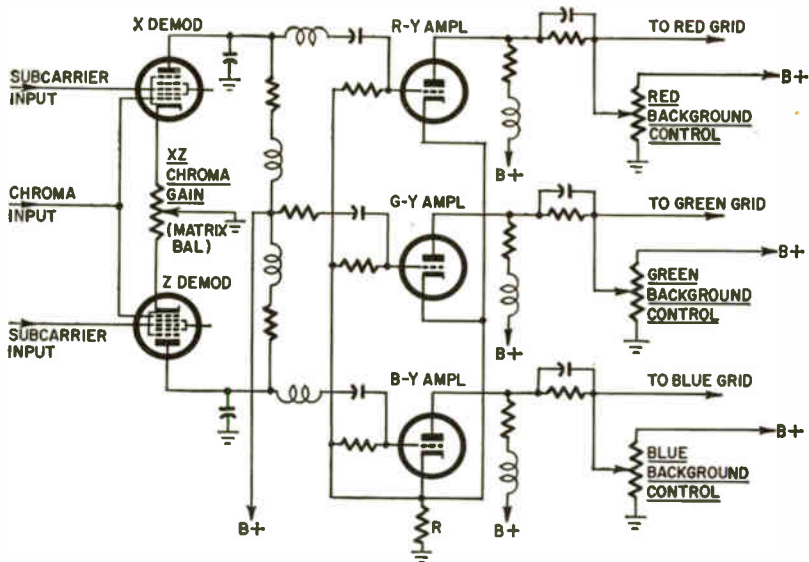 X DEMOD
R-Y AMPL
TO RED GRID
SUBCARRIER
INPUT
B+
RED
BACKGROUND
CONTROL
XZ
CHROMA
GAIN
(MATRIX
BAL)
CHROMA
INPUT
B+
G-Y AMPL
TO GREEN GRID
B+
GREEN
BACKGROUND
CONTROL
Z DEMOD
SUBCARRIER
INPUT
B+
B-Y AMPL
TO BLUE GRID
B+
BLUE
BACKGROUND
CONTROL
B+
R
B+